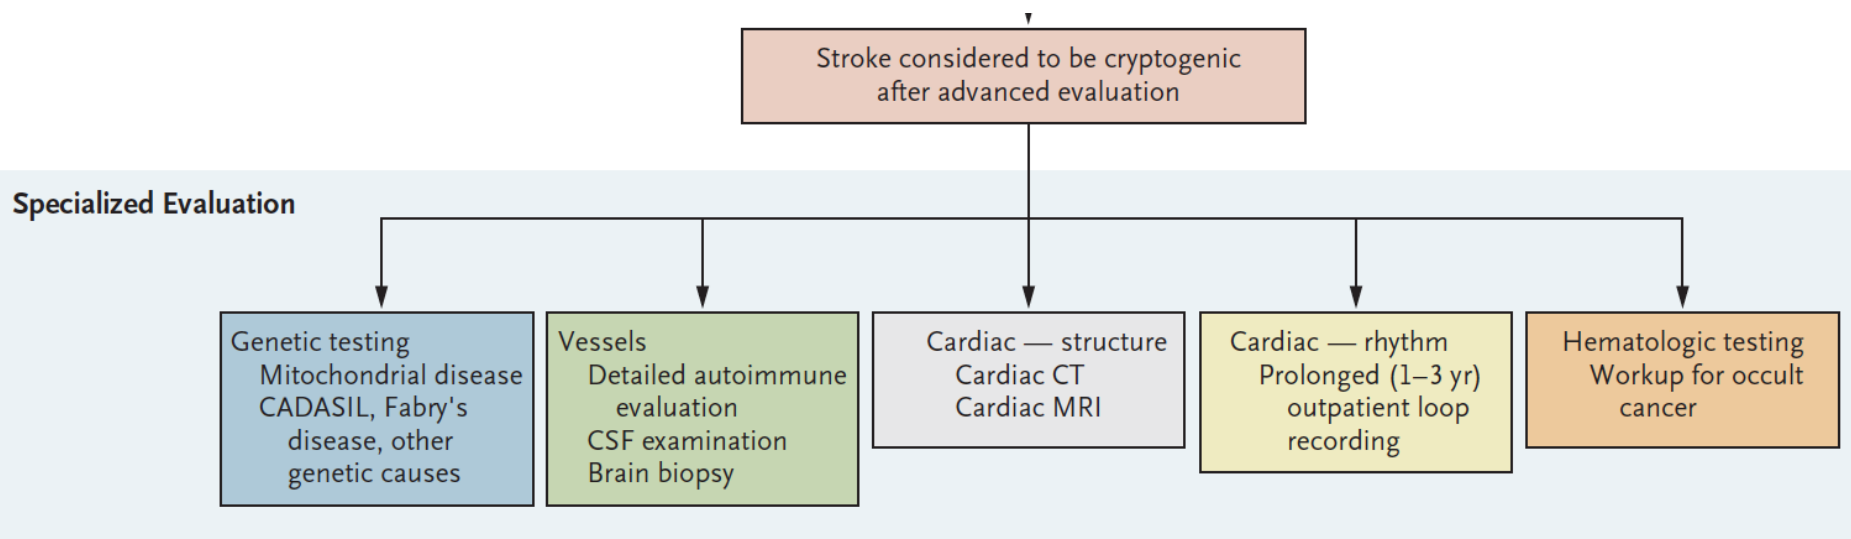 Stroke considered to be cryptogenic
after advanced evaluation
Specialized Evaluation
Genetic testing
Mitochondrial disease
CADASIL, Fabry's
disease, other
genetic causes
Vessels
Detailed autoimmune
evaluation
CSF examination
Brain biopsy
Cardiac — structure
Cardiac CT
Cardiac MRI
Cardiac — rhythm
Prolonged (1–3 yr)
outpatient loop
recording
Hematologic testing
Workup for occult
cancer